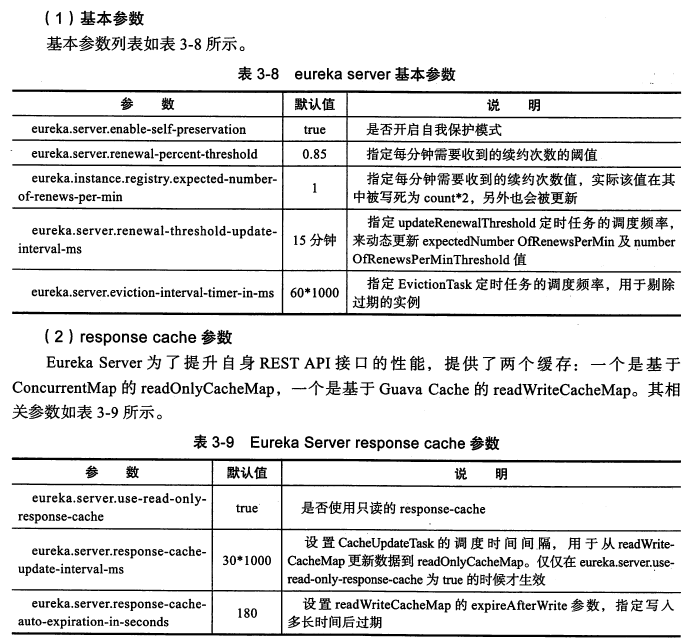 （1）基本参数
基本参数列表如表 3-8 所示。
表 3-8 eureka server 基本参数
参 数 默认值 说 明
eureka.server.enable-self-preservation true 是否开启自我保护模式
eureka.server.renewal-percent-threshold 0.85 指定每分钟需要收到的续约次数的阈值
eureka.instance.registry.expected-number-
of-renews-per-min
1
指定每分钟需要收到的续约次数值，实际该值在其
中被写死为 count*2，另外也会被更新
eureka.server.renewal-threshold-update-
interval-ms
15 分钟
指定 updateRenewalThreshold 定时任务的调度频率，
来动态更新 expectedNumber OfRenewsPerMin 及 number
OfRenewsPerMinThreshold 值
eureka.server.eviction-interval-timer-in-ms 60*1000
指定 EvictionTask 定时任务的调度频率，用于剔除
过期的实例
（2）response cache 参数
Eureka Server 为了提升自身 REST API 接口的性能，提供了两个缓存：一个是基于
ConcurrentMap 的 readOnlyCacheMap，一个是基于 Guava Cache 的 readWriteCacheMap。其相
关参数如表 3-9 所示。
表 3-9 Eureka Server response cache 参数
参 数 默认值 说 明
eureka.server.use-read-only-
response-cache
true 是否使用只读的 response-cache
eureka.server.response-cache-
update-interval-ms
30*1000
设置 CacheUpdateTask 的调度时间间隔，用于从 readWrite-
CacheMap 更新数据到 readOnlyCacheMap。仅仅在 eureka.server.use-
read-only-response-cache 为 true 的时候才生效
eureka.server.response-cache-
auto-expiration-in-seconds
180
设置 readWriteCacheMap 的 expireAfterWrite 参数，指定写入
多长时间后过期